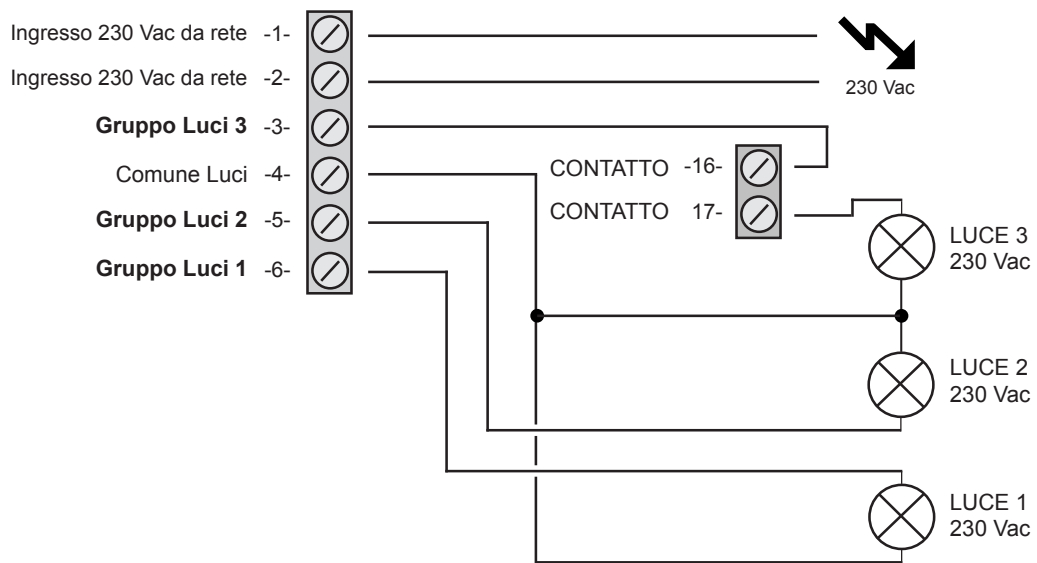 Ingresso 230 Vac da rete -1-
Ingresso 230 Vac da rete -2-
Gruppo Luci 3 -3-
Comune Luci -4-
Gruppo Luci 2 -5-
Gruppo Luci 1 -6-
230 Vac
CONTATTO -16-
CONTATTO 17-
LUCE 3
230 Vac
LUCE 2
230 Vac
LUCE 1
230 Vac